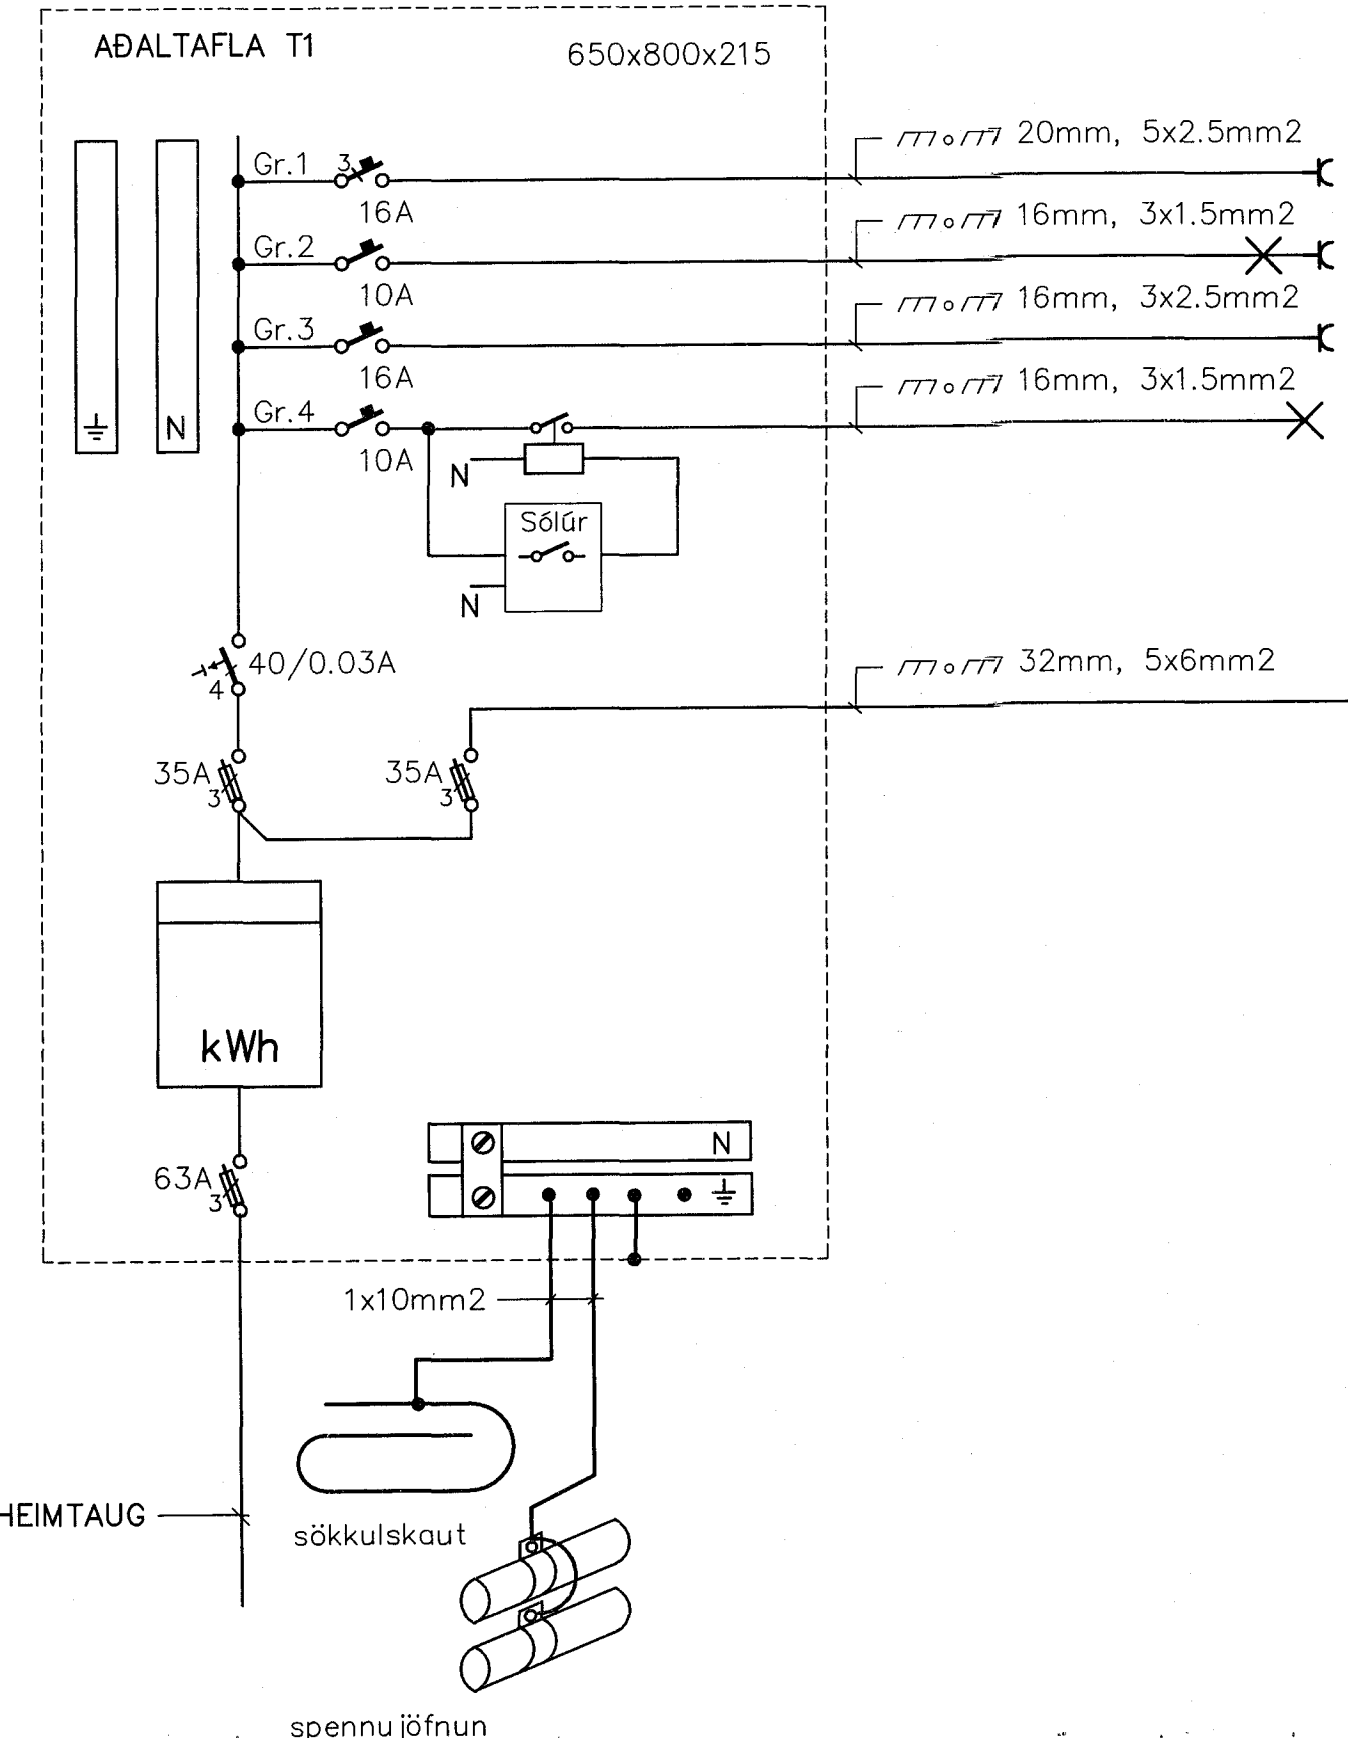 AÐALTAFLA T1
650x800x215
Gr.1
3
16A
20mm, 5x2.5mm2
Gr.2
10A
16mm, 3x1.5mm2
Gr.3
16A
16mm, 3x2.5mm2
Gr.4
10A
16mm, 3x1.5mm2
N
N
Sólúr
N
40/0.03A
4
32mm, 5x6mm2
35A
3
35A
3
kWh
63A
3
N
1x10mm2
HEIMTAUG
sökkulskaut
spennujöfnun